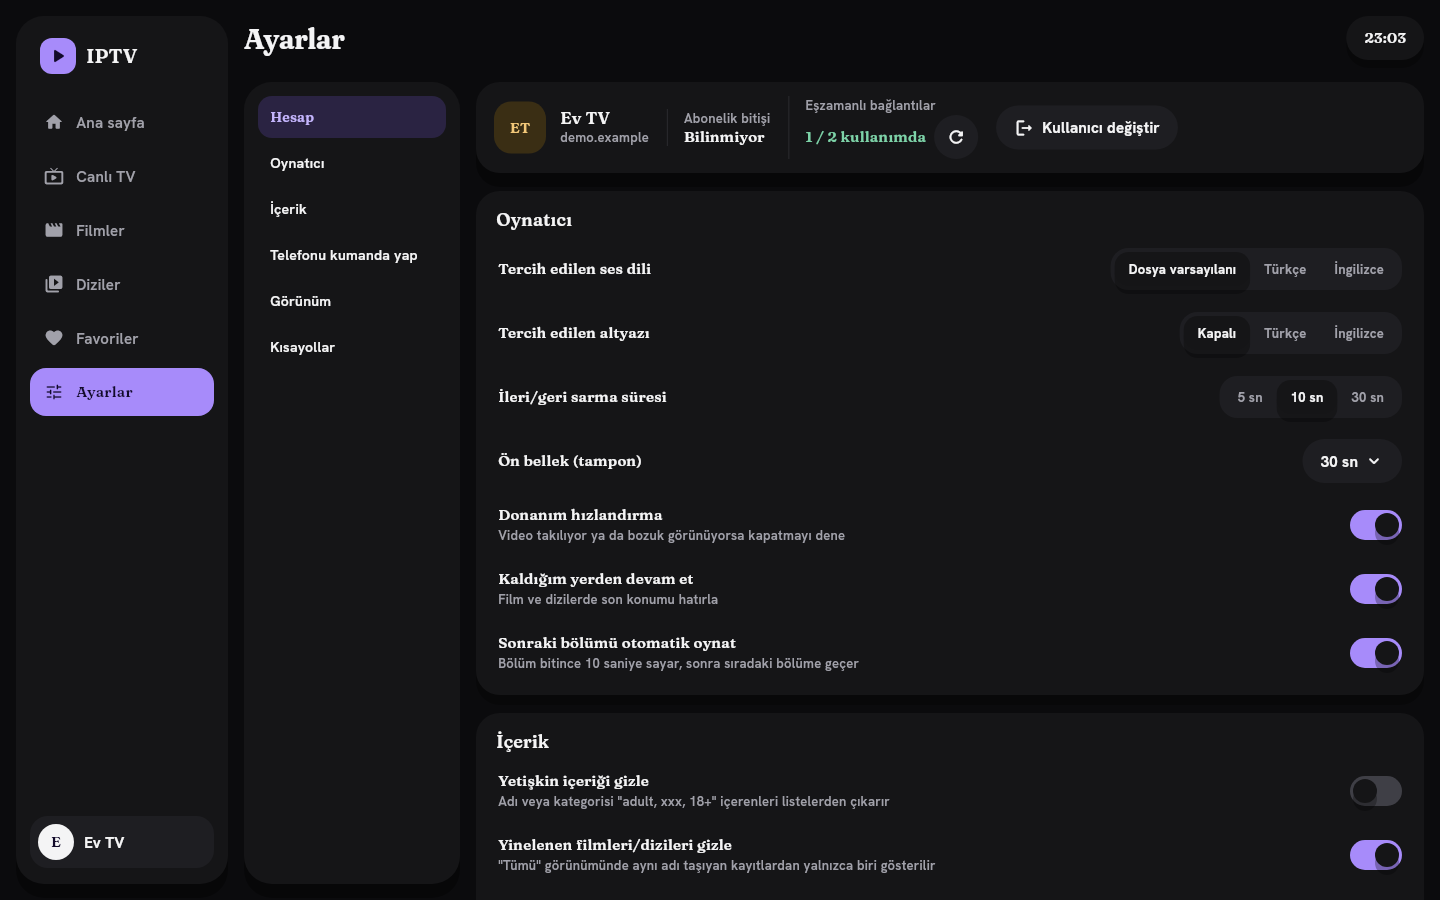 IPTV
Ana sayfa
Canlı TV
Filmler
Diziler
Favoriler
Ayarlar
E
Ev TV
Ayarlar
23:03
Hesap
Oynatıcı
İçerik
Telefonu kumanda yap
Görünüm
Kısayollar
ET
Ev TV
demo.example
Abonelik bitişi
Bilinmiyor
Eşzamanlı bağlantılar
1 / 2 kullanımda
Kullanıcı değiştir
Oynatıcı
Tercih edilen ses dili
Dosya varsayılanı Türkçe İngilizce
Tercih edilen altyazı
Kapalı Türkçe İngilizce
İleri/geri sarma süresi
5 sn 10 sn 30 sn
Ön bellek (tampon)
30 sn
Donanım hızlandırma
Video takılıyor ya da bozuk görünüyorsa kapatmayı dene
Kaldığım yerden devam et
Film ve dizilerde son konumu hatırla
Sonraki bölümü otomatik oynat
Bölüm bitince 10 saniye sayar, sonra sıradaki bölüme geçer
İçerik
Yetişkin içeriği gizle
Adı veya kategorisi "adult, xxx, 18+" içerenleri listelerden çıkarır
Yinelenen filmleri/dizileri gizle
"Tümü" görünümünde aynı adı taşıyan kayıtlardan yalnızca biri gösterilir